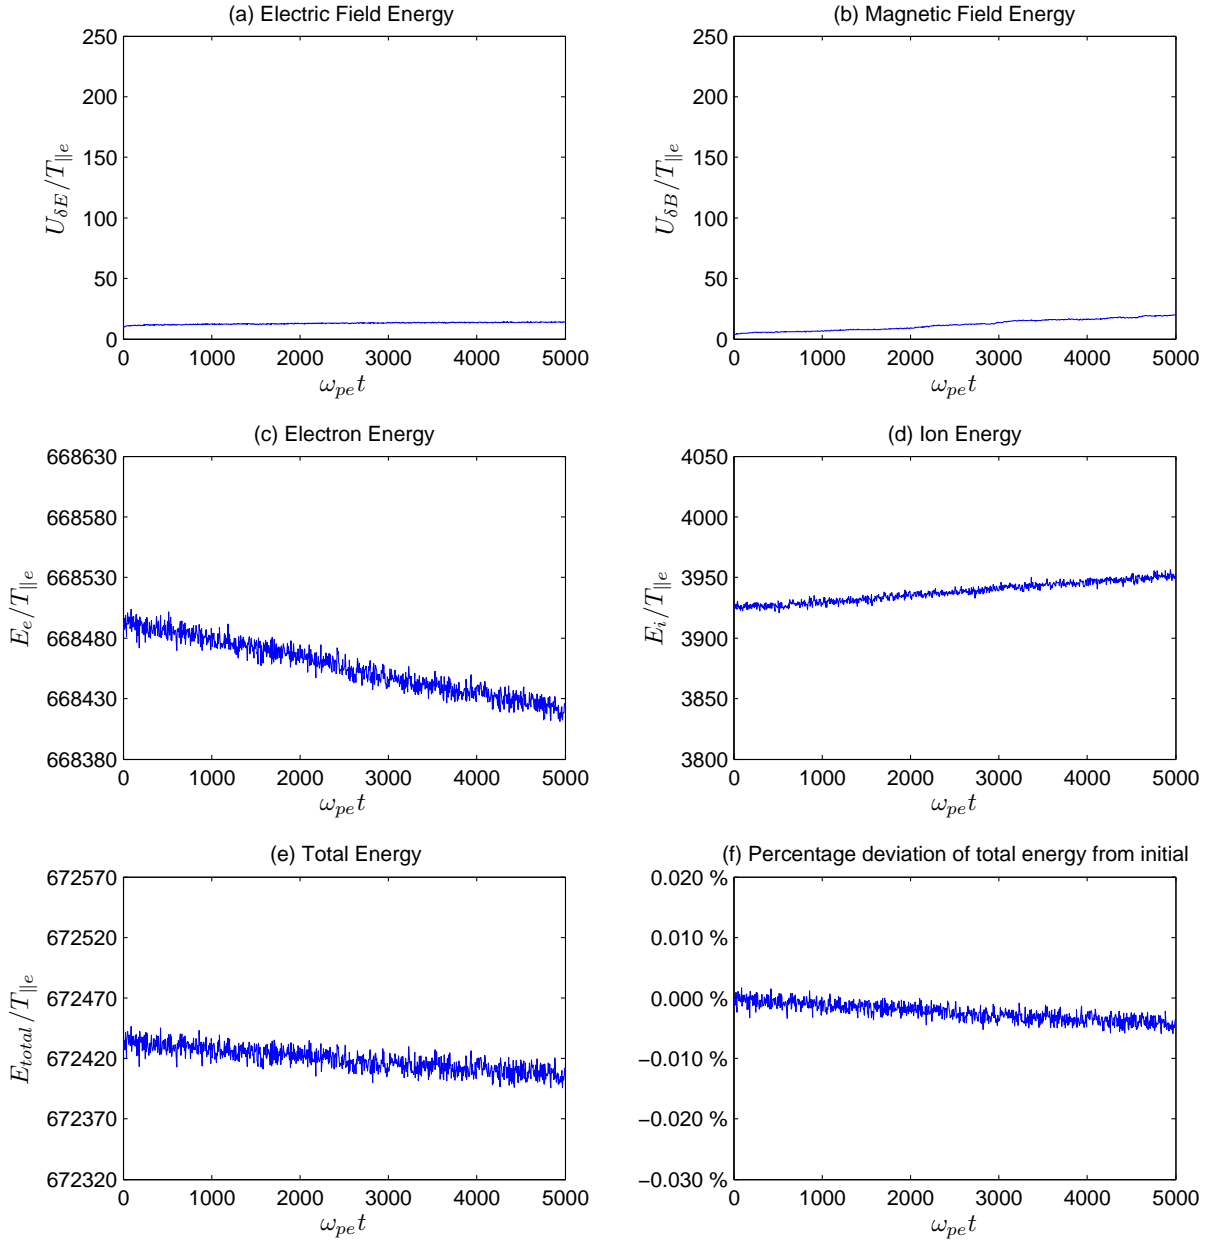 (a) Electric Field Energy
250
200
150
100
50
0
0 1000 2000 3000 4000 5000
U_{δE}/T_{∥e}
ω_{pe}t
(b) Magnetic Field Energy
250
200
150
100
50
0
0 1000 2000 3000 4000 5000
U_{δB}/T_{∥e}
ω_{pe}t
(c) Electron Energy
668630
668580
668530
668480
668430
668380
0 1000 2000 3000 4000 5000
E_e/T_{∥e}
ω_{pe}t
(d) Ion Energy
4050
4000
3950
3900
3850
3800
0 1000 2000 3000 4000 5000
E_i/T_{∥e}
ω_{pe}t
(e) Total Energy
672570
672520
672470
672420
672370
672320
0 1000 2000 3000 4000 5000
E_{total}/T_{∥e}
ω_{pe}t
(f) Percentage deviation of total energy from initial
0.020 %
0.010 %
0.000 %
−0.010 %
−0.020 %
−0.030 %
0 1000 2000 3000 4000 5000
ω_{pe}t